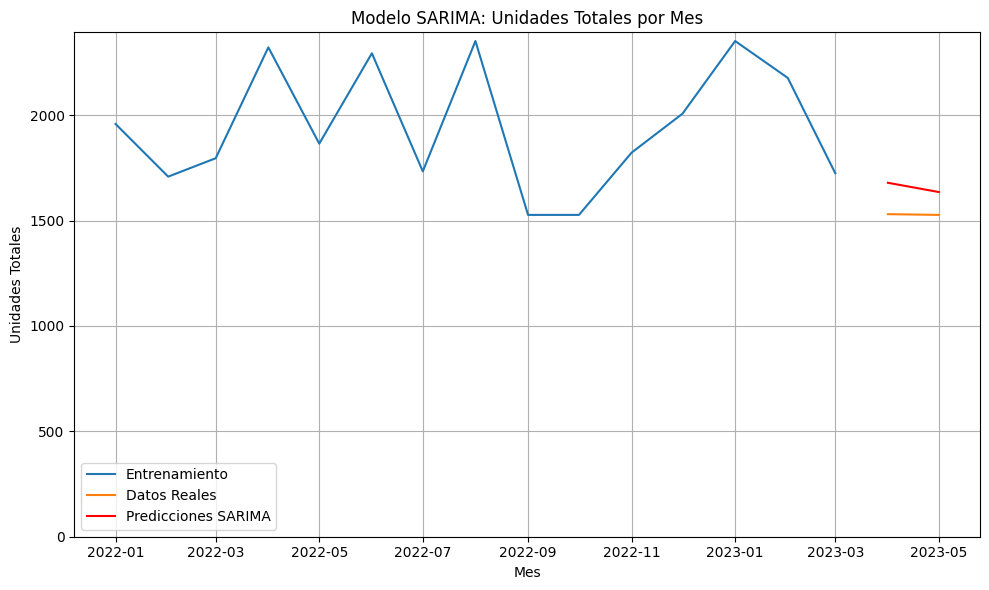 Modelo SARIMA: Unidades Totales por Mes
Unidades Totales
2000
1500
1000
500
0
Entrenamiento
Datos Reales
Predicciones SARIMA
2022-01 2022-03 2022-05 2022-07 2022-09 2022-11 2023-01 2023-03 2023-05
Mes